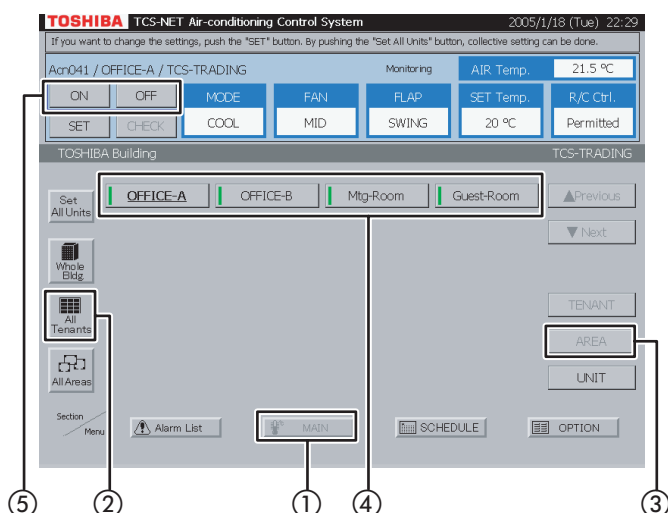 TOSHIBA TCS-NET Air-conditioning Control System 2005/1/18 (Tue) 22:29
If you want to change the settings, push the "SET" button. By pushing the "Set All Units" button, collective setting can be done.
Acn041 / OFFICE-A / TCS-TRADING Monitoring AIR Temp. 21.5 ℃
ON OFF MODE FAN FLAP SET Temp. R/C Ctrl.
SET CHECK COOL MID SWING 20 ℃ Permitted
TOSHIBA Building TCS-TRADING
Set All Units
OFFICE-A OFFICE-B Mtg-Room Guest-Room ▲Previous
▼ Next
Whole Bldg
All Tenants
TENANT
AREA
All Areas
UNIT
Section / Menu
Alarm List MAIN SCHEDULE OPTION
⑤ ② ① ④ ③